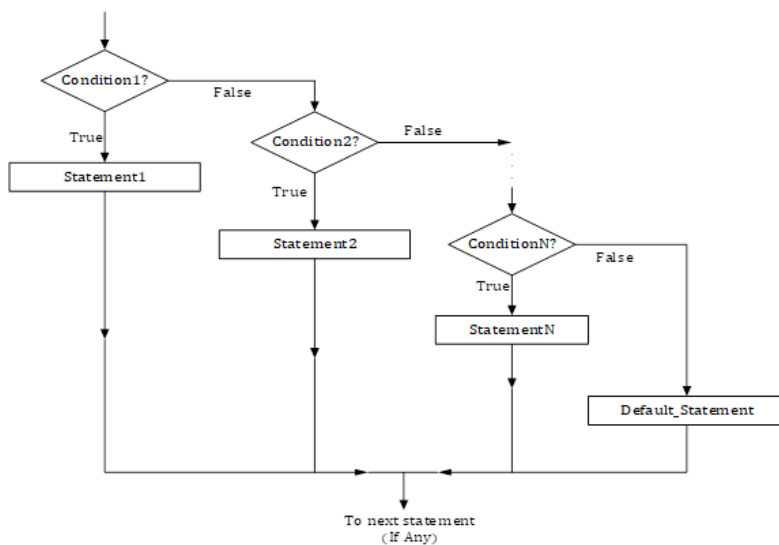 Condition1?
False
True
Statement1
Condition2?
False
True
Statement2
ConditionN?
False
True
StatementN
Default_Statement
To next statement
(If Any)